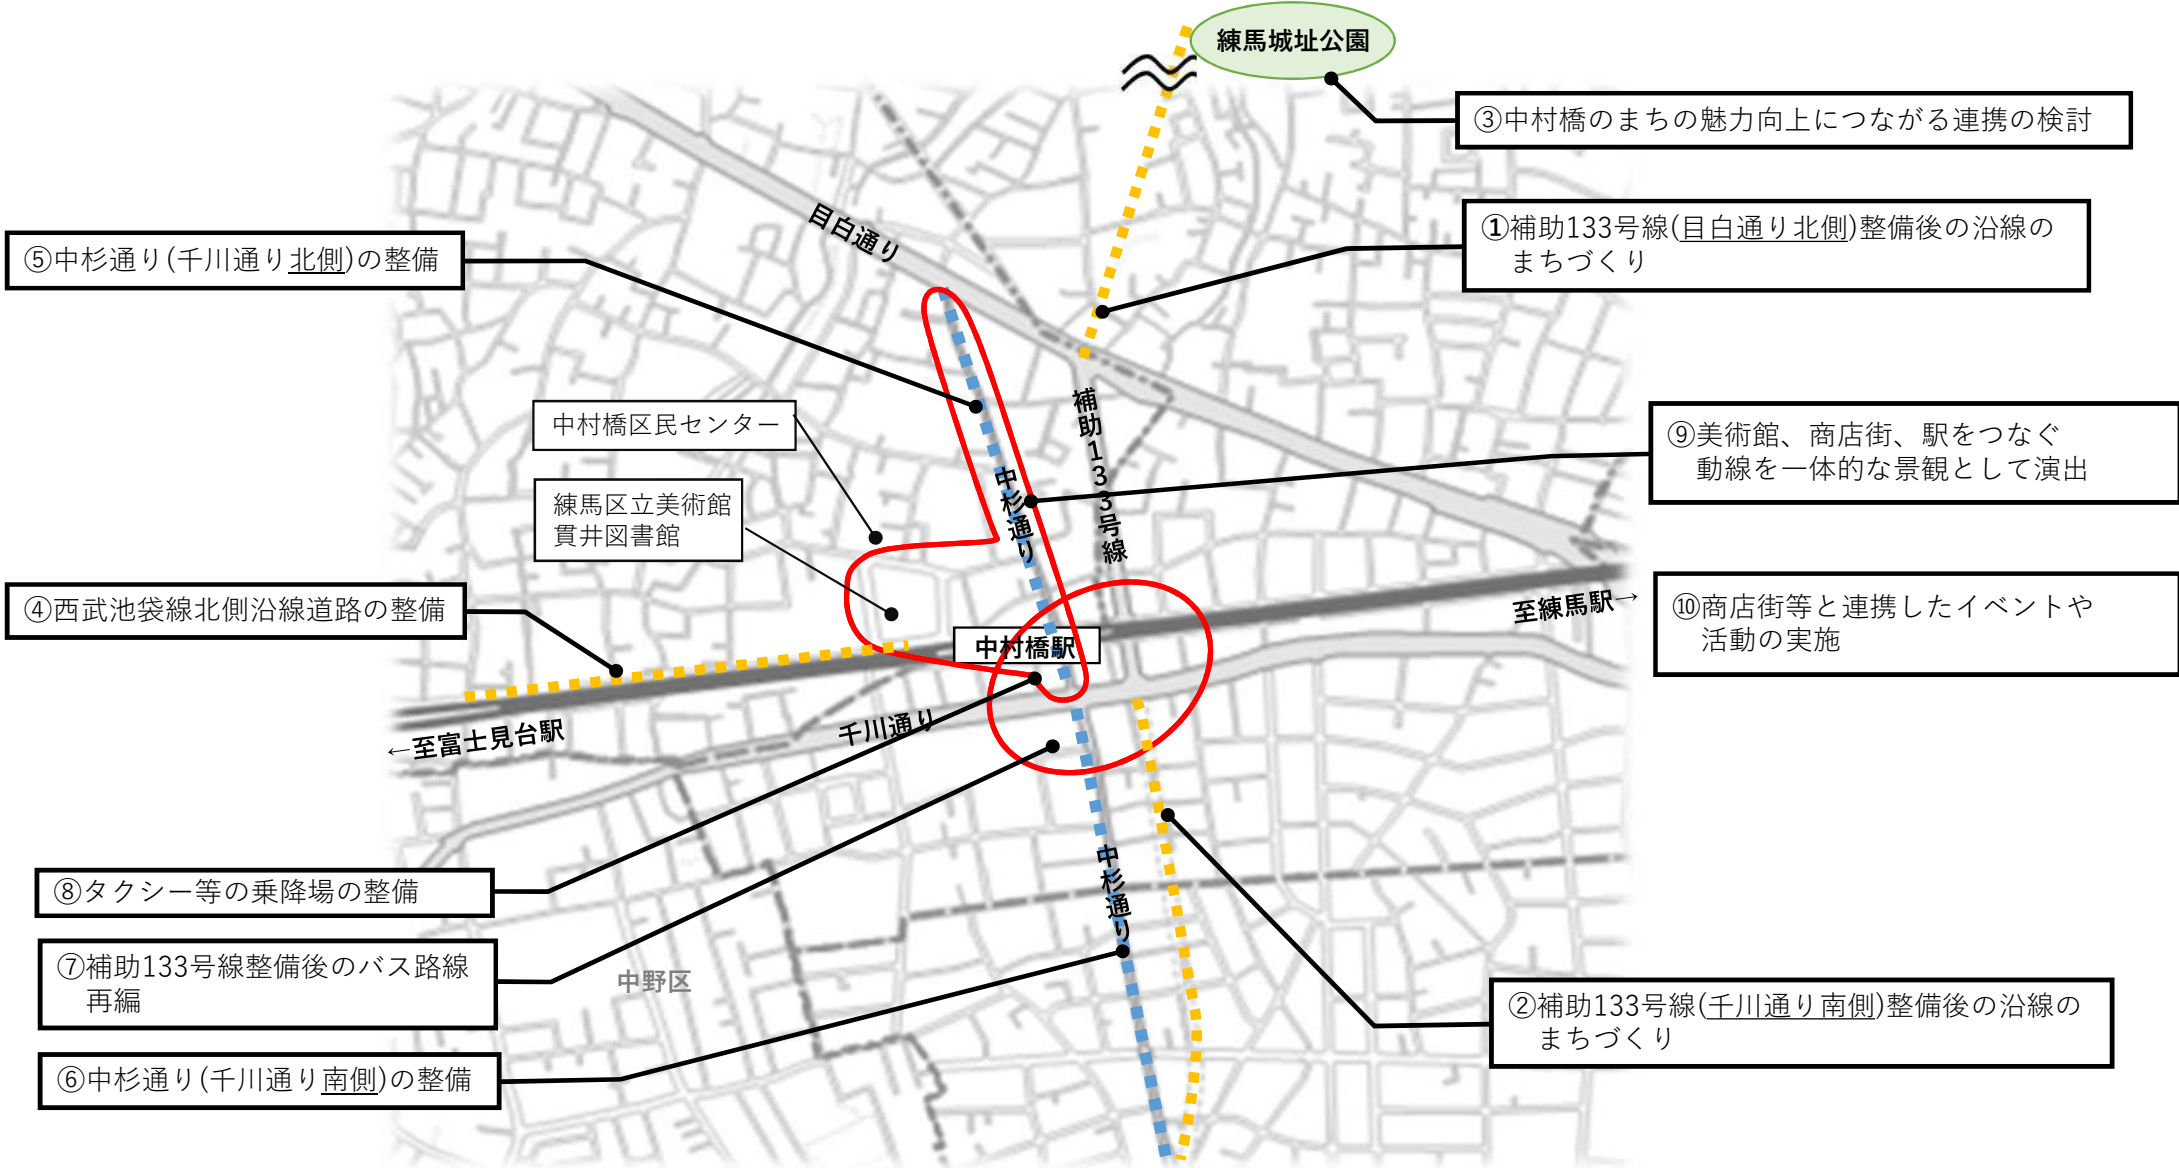 練馬城址公園
③中村橋のまちの魅力向上につながる連携の検討
①補助133号線(目白通り北側)整備後の沿線の
まちづくり
目白通り
⑤中杉通り(千川通り北側)の整備
補助133号線
中村橋区民センター
⑨美術館、商店街、駅をつなぐ
動線を一体的な景観として演出
中杉通り
練馬区立美術館
貫井図書館
④西武池袋線北側沿線道路の整備
至練馬駅→
⑩商店街等と連携したイベントや
活動の実施
中村橋駅
←至富士見台駅
千川通り
⑧タクシー等の乗降場の整備
中杉通り
⑦補助133号線整備後のバス路線
再編
中野区
②補助133号線(千川通り南側)整備後の沿線の
まちづくり
⑥中杉通り(千川通り南側)の整備